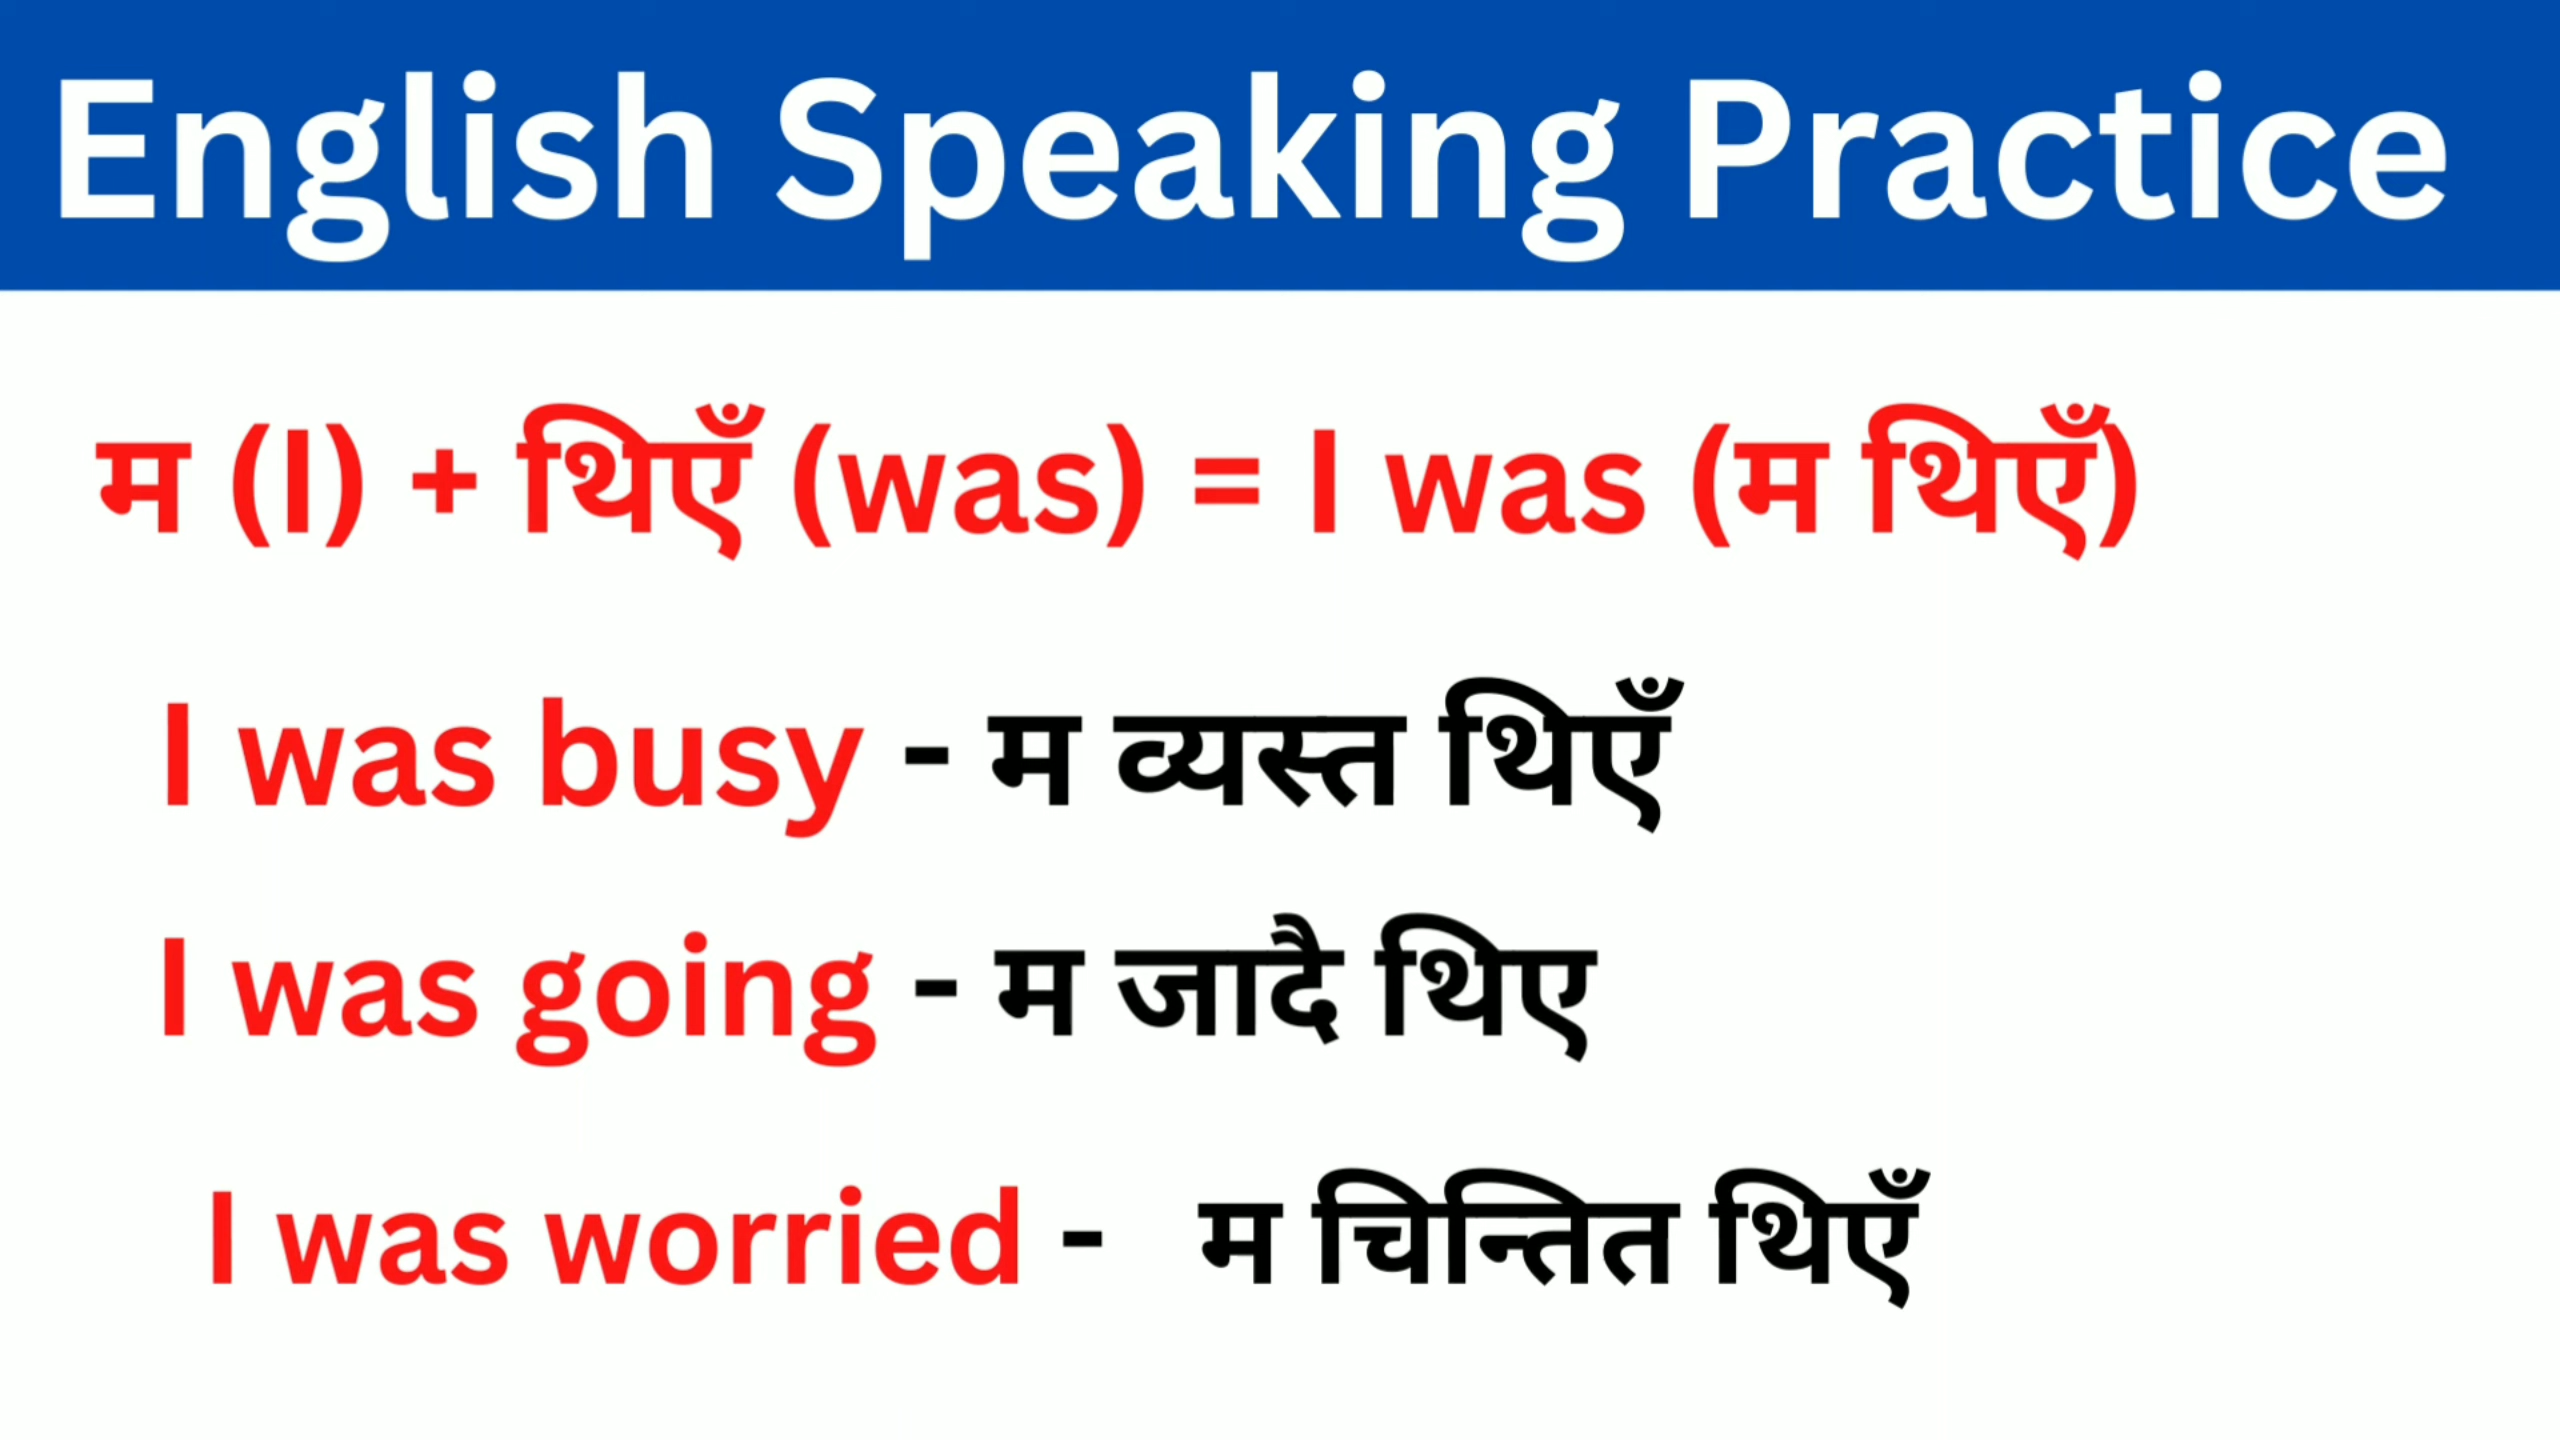 English Speaking Practice
म (I) + थिएँ (was) = I was (म थिएँ)
I was busy - म व्यस्त थिएँ
I was going - म जादै थिए
I was worried - म चिन्तित थिएँ